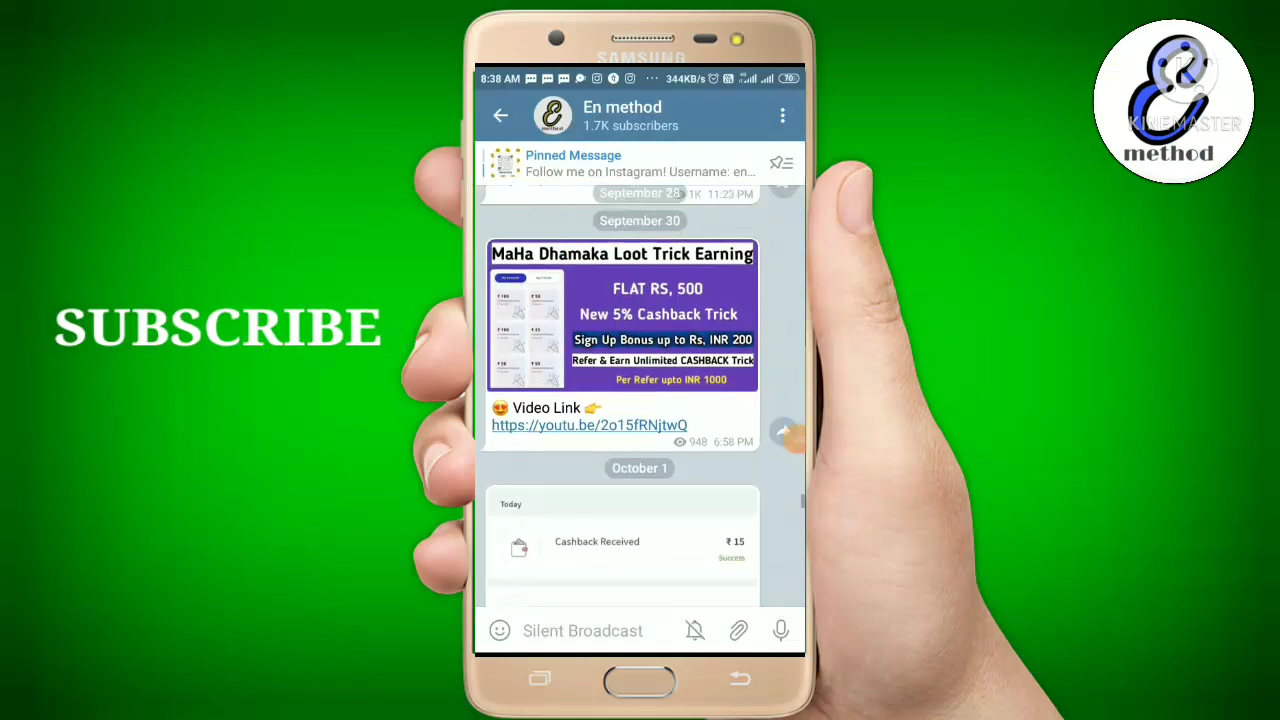 SAMSUNG
8:38 AM
344KB/s
70
En method
1.7K subscribers
Pinned Message
Follow me on Instagram! Username: en...
September 28
1K 11:23 PM
September 30
MaHa Dhamaka Loot Trick Earning
FLAT RS, 500
New 5% Cashback Trick
Sign Up Bonus up to Rs, INR 200
Refer & Earn Unlimited CASHBACK Trick
Per Refer upto INR 1000
😍 Video Link 👉
https://youtu.be/2o15fRNjtwQ
948 6:58 PM
October 1
Today
Cashback Received
₹ 15
Success
Silent Broadcast
SUBSCRIBE
K
KINEMASTER
method